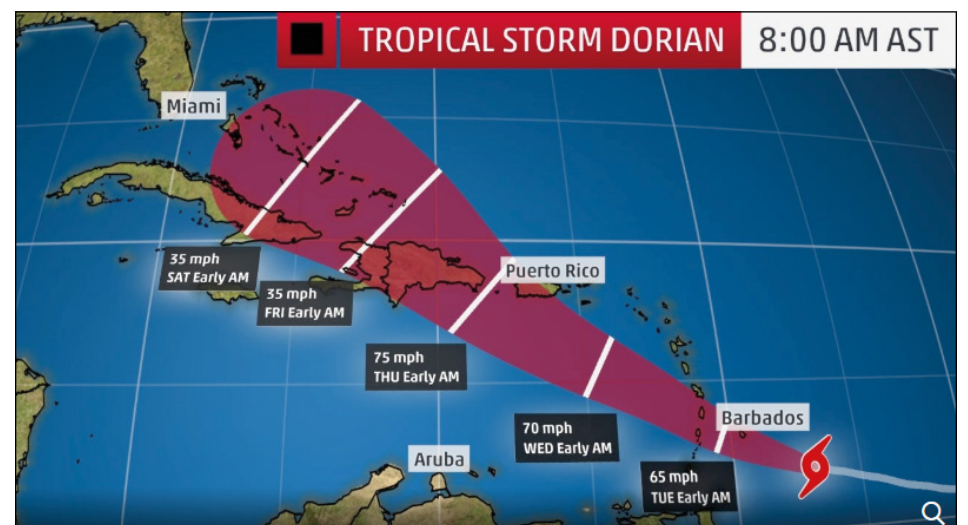 TROPICAL STORM DORIAN
8:00 AM AST
Miami
35 mph
SAT Early AM
35 mph
FRI Early AM
Puerto Rico
75 mph
THU Early AM
Barbados
70 mph
WED Early AM
Aruba
65 mph
TUE Early AM